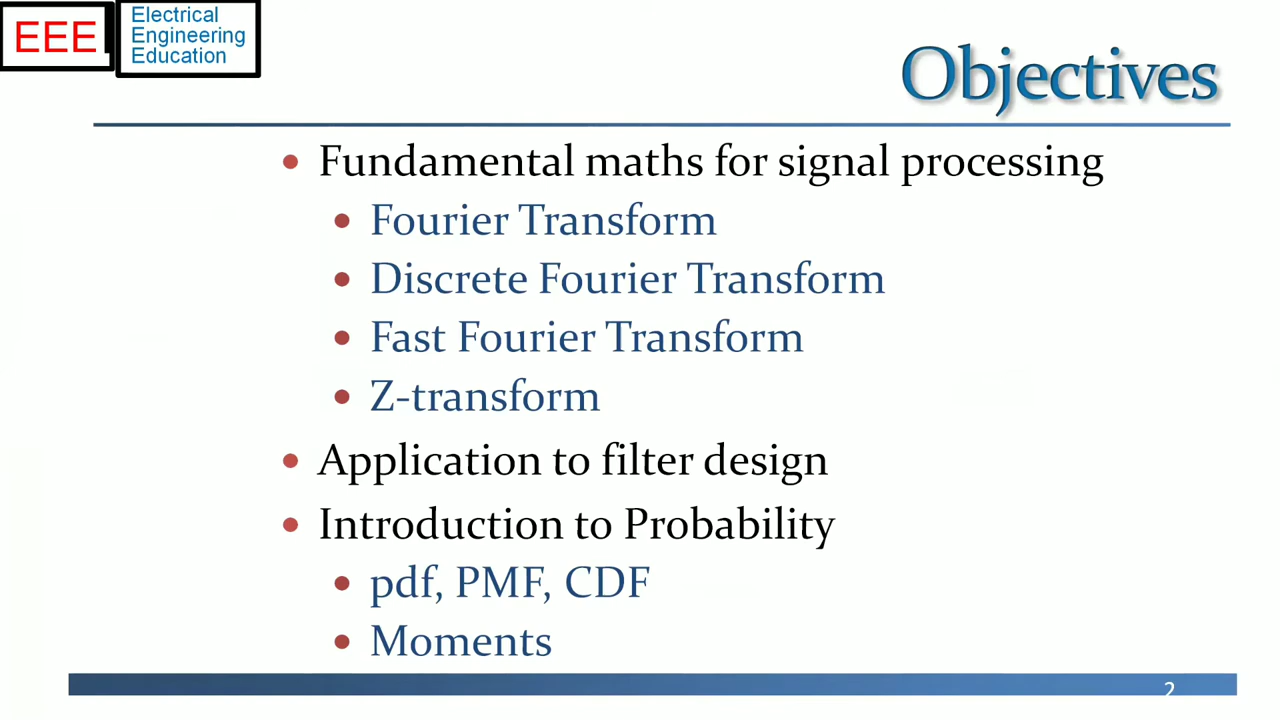 EEE
Electrical
Engineering
Education
Objectives
Fundamental maths for signal processing
Fourier Transform
Discrete Fourier Transform
Fast Fourier Transform
Z-transform
Application to filter design
Introduction to Probability
pdf, PMF, CDF
Moments
2